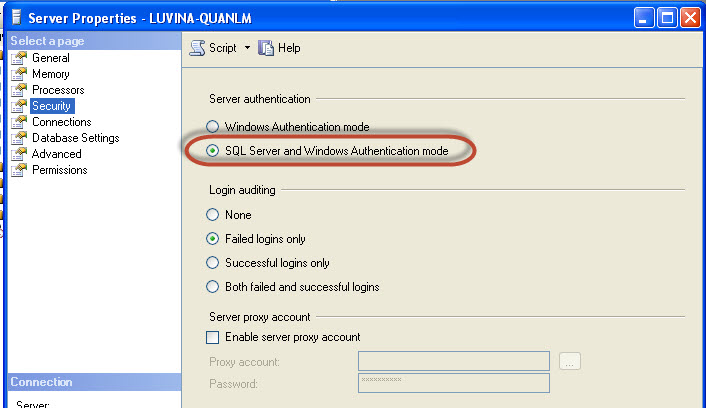 Server Properties - LUVINA-QUANLM
Select a page
General
Memory
Processors
Security
Connections
Database Settings
Advanced
Permissions
Script
Help
Server authentication
Windows Authentication mode
SQL Server and Windows Authentication mode
Login auditing
None
Failed logins only
Successful logins only
Both failed and successful logins
Server proxy account
Enable server proxy account
Proxy account:
...
Password:
**********
Connection
Server: